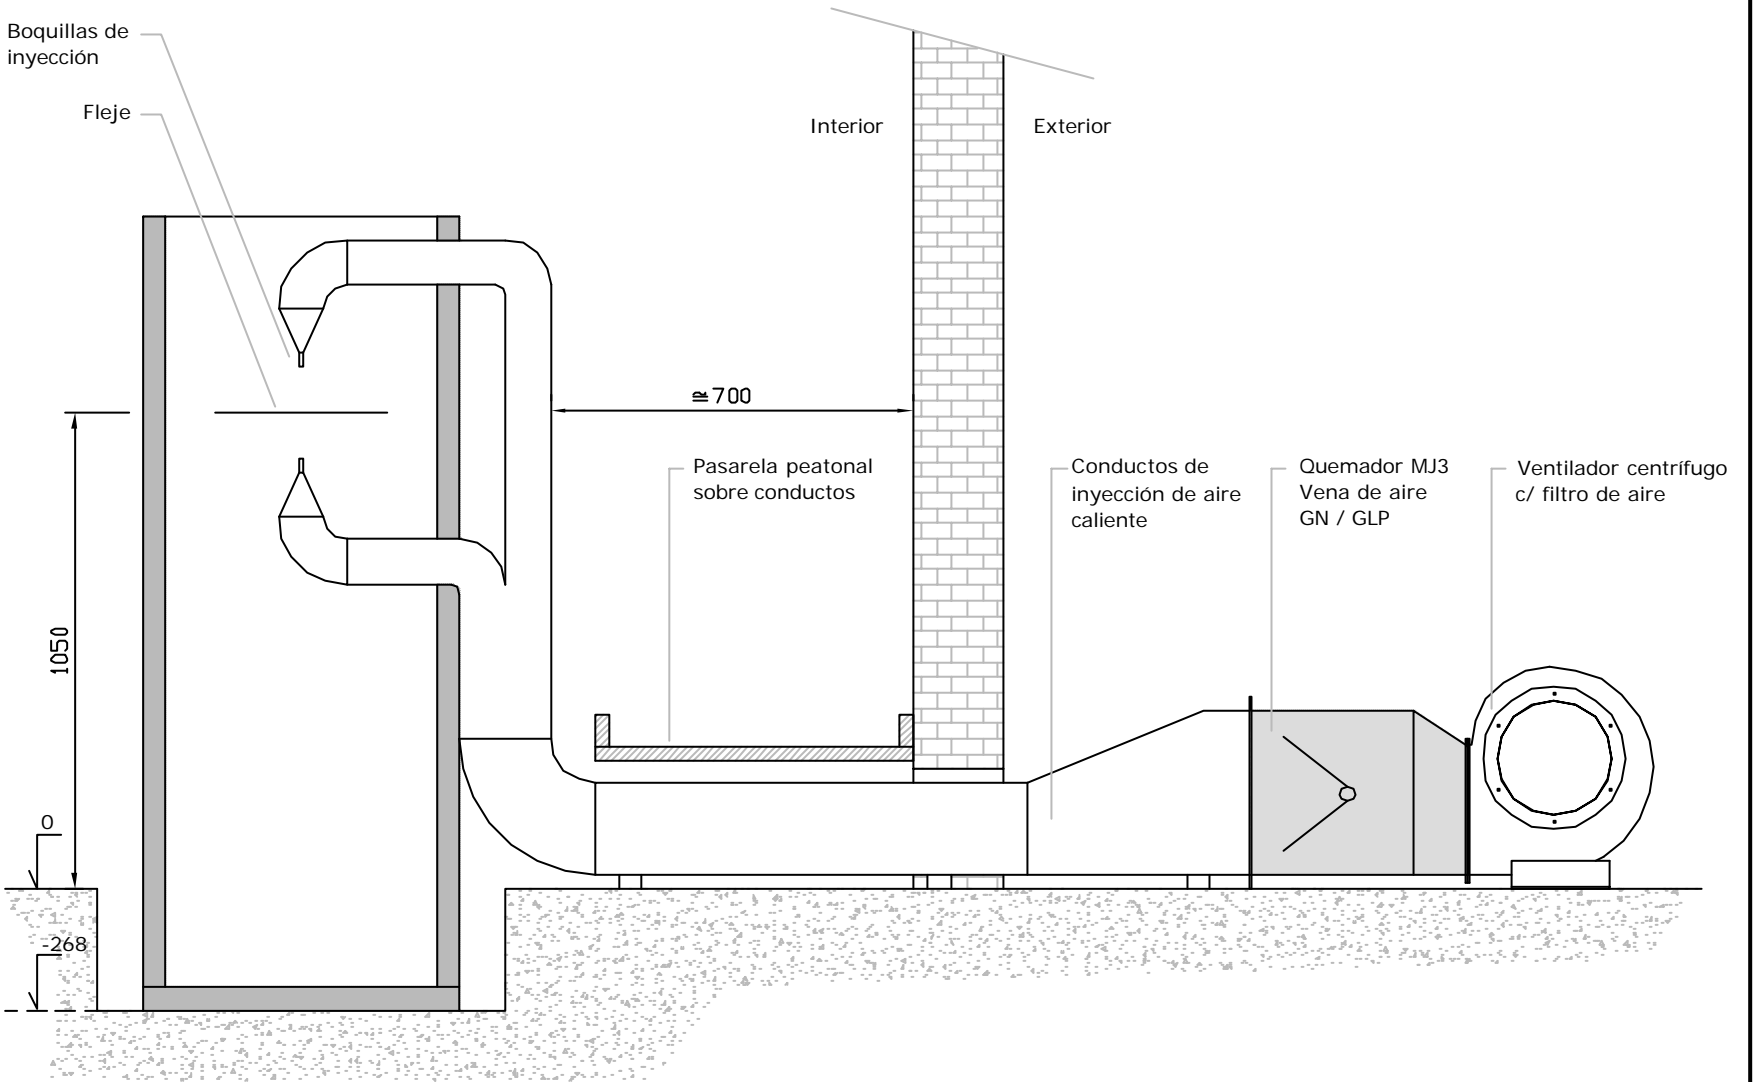 Boquillas de
inyección
Fleje
Interior
Exterior
≃700
Pasarela peatonal
sobre conductos
Conductos de
inyección de aire
caliente
Quemador MJ3
Vena de aire
GN / GLP
Ventilador centrífugo
c/ filtro de aire
1050
0
-268